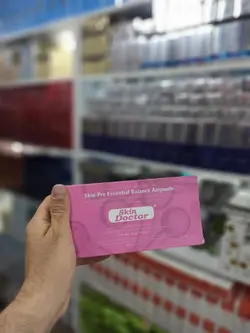 Skin Pro Essential Balance Ampoule
Skin
Doctor